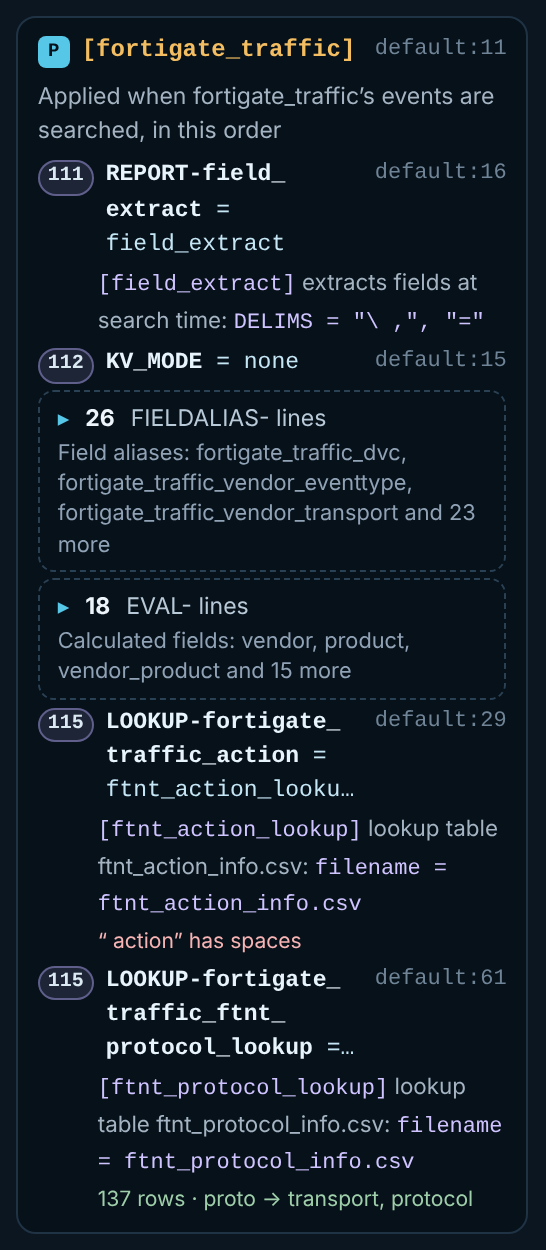 P [fortigate_traffic] default:11
Applied when fortigate_traffic’s events are
searched, in this order
111 REPORT-field_ default:16
extract =
field_extract
[field_extract] extracts fields at
search time: DELIMS = "\ ,", "="
112 KV_MODE = none default:15
▶ 26 FIELDALIAS- lines
Field aliases: fortigate_traffic_dvc,
fortigate_traffic_vendor_eventtype,
fortigate_traffic_vendor_transport and 23
more
▶ 18 EVAL- lines
Calculated fields: vendor, product,
vendor_product and 15 more
115 LOOKUP-fortigate_ default:29
traffic_action =
ftnt_action_looku…
[ftnt_action_lookup] lookup table
ftnt_action_info.csv: filename =
ftnt_action_info.csv
“ action” has spaces
115 LOOKUP-fortigate_ default:61
traffic_ftnt_
protocol_lookup =…
[ftnt_protocol_lookup] lookup
table ftnt_protocol_info.csv: filename
= ftnt_protocol_info.csv
137 rows · proto → transport, protocol